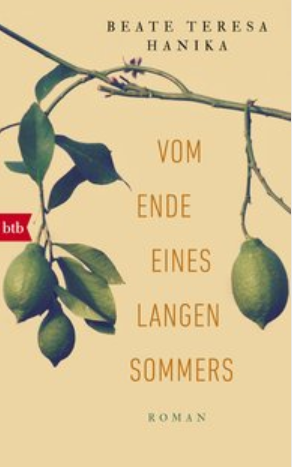 BEATE TERESA
HANIKA
VOM
ENDE
EINES
LANGEN
SOMMERS
btb
ROMAN